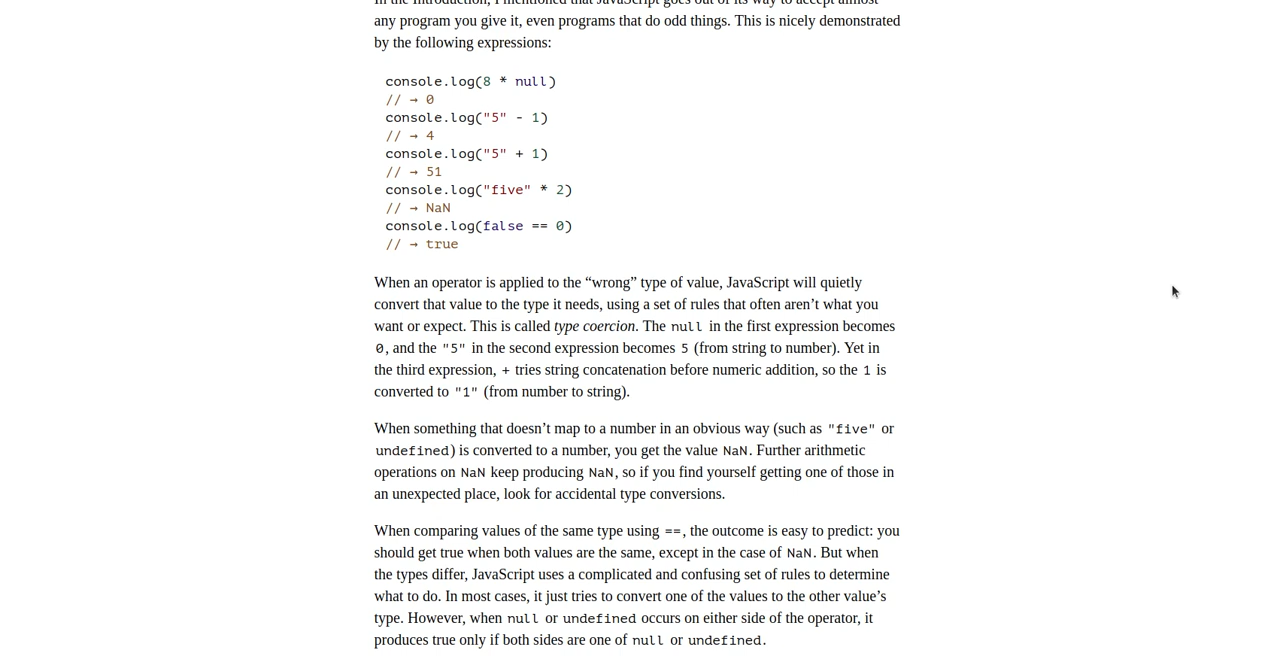 In the introduction, I mentioned that JavaScript goes out of its way to accept almost
any program you give it, even programs that do odd things. This is nicely demonstrated
by the following expressions:
console.log(8 * null)
// → 0
console.log("5" - 1)
// → 4
console.log("5" + 1)
// → 51
console.log("five" * 2)
// → NaN
console.log(false == 0)
// → true
When an operator is applied to the “wrong” type of value, JavaScript will quietly
convert that value to the type it needs, using a set of rules that often aren’t what you
want or expect. This is called type coercion. The null in the first expression becomes
0, and the "5" in the second expression becomes 5 (from string to number). Yet in
the third expression, + tries string concatenation before numeric addition, so the 1 is
converted to "1" (from number to string).
When something that doesn’t map to a number in an obvious way (such as "five" or
undefined) is converted to a number, you get the value NaN. Further arithmetic
operations on NaN keep producing NaN, so if you find yourself getting one of those in
an unexpected place, look for accidental type conversions.
When comparing values of the same type using ==, the outcome is easy to predict: you
should get true when both values are the same, except in the case of NaN. But when
the types differ, JavaScript uses a complicated and confusing set of rules to determine
what to do. In most cases, it just tries to convert one of the values to the other value’s
type. However, when null or undefined occurs on either side of the operator, it
produces true only if both sides are one of null or undefined.